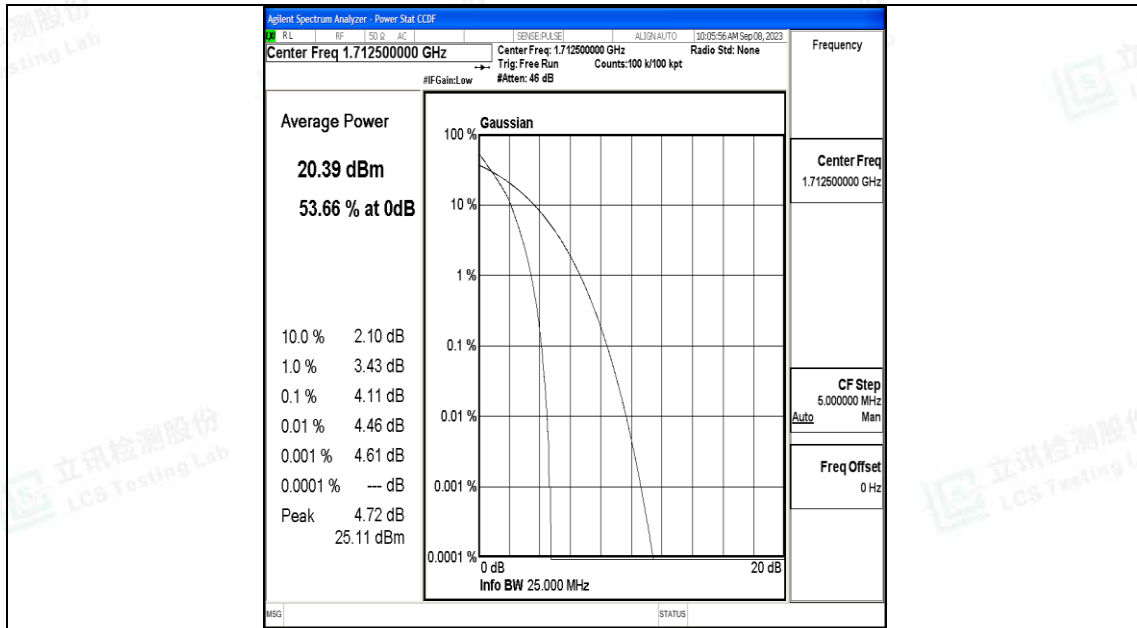 Agilent Spectrum Analyzer - Power Stat CCDF
LXI RL RF 50 Ω AC SENSE:PULSE ALIGN AUTO 10:05:56 AM Sep 08, 2023
Center Freq 1.712500000 GHz
Center Freq: 1.712500000 GHz Radio Std: None
Trig: Free Run Counts:100 k/100 kpt
#IFGain:Low #Atten: 46 dB
Frequency
Average Power
20.39 dBm
53.66 % at 0dB
10.0 % 2.10 dB
1.0 % 3.43 dB
0.1 % 4.11 dB
0.01 % 4.46 dB
0.001 % 4.61 dB
0.0001 % --- dB
Peak 4.72 dB
25.11 dBm
Gaussian
100 %
10 %
1 %
0.1 %
0.01 %
0.001 %
0.0001 %
0 dB 20 dB
Info BW 25.000 MHz
Center Freq
1.712500000 GHz
CF Step
5.000000 MHz
Auto Man
Freq Offset
0 Hz
MSG STATUS
立讯检测股份
LCS Testing Lab